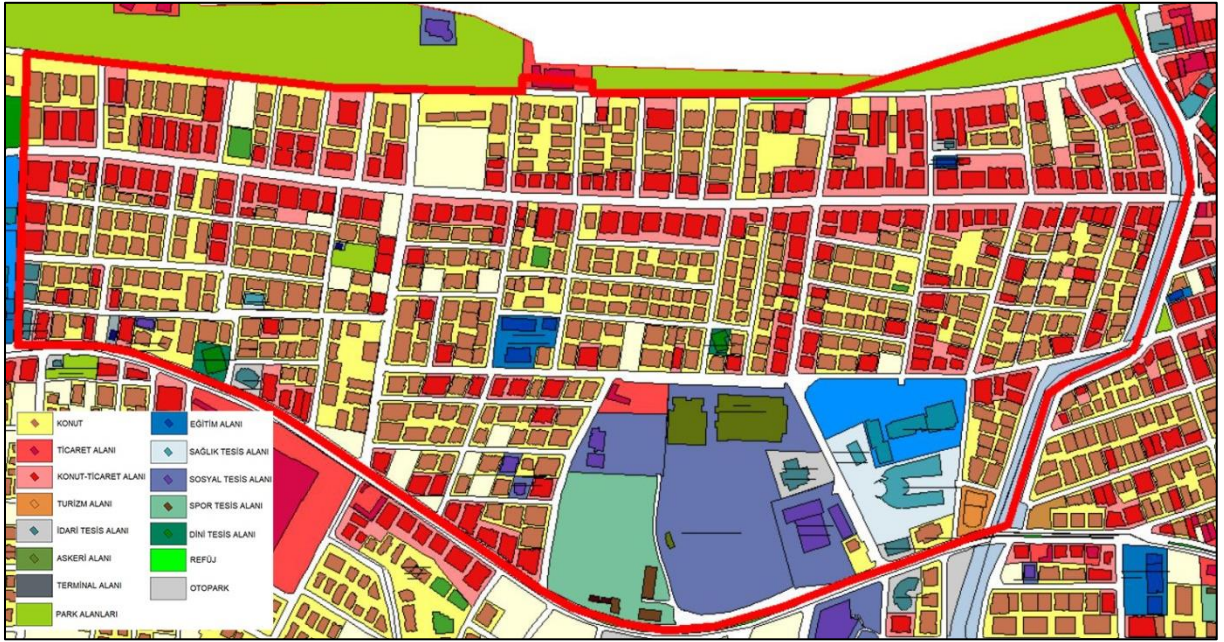 KONUT
TİCARET ALANI
KONUT-TİCARET ALANI
TURİZM ALANI
İDARİ TESİS ALANI
ASKERİ ALANI
TERMİNAL ALANI
PARK ALANLARI
EĞİTİM ALANI
SAĞLIK TESİS ALANI
SOSYAL TESİS ALANI
SPOR TESİS ALANI
DİNİ TESİS ALANI
REFÜJ
OTOPARK